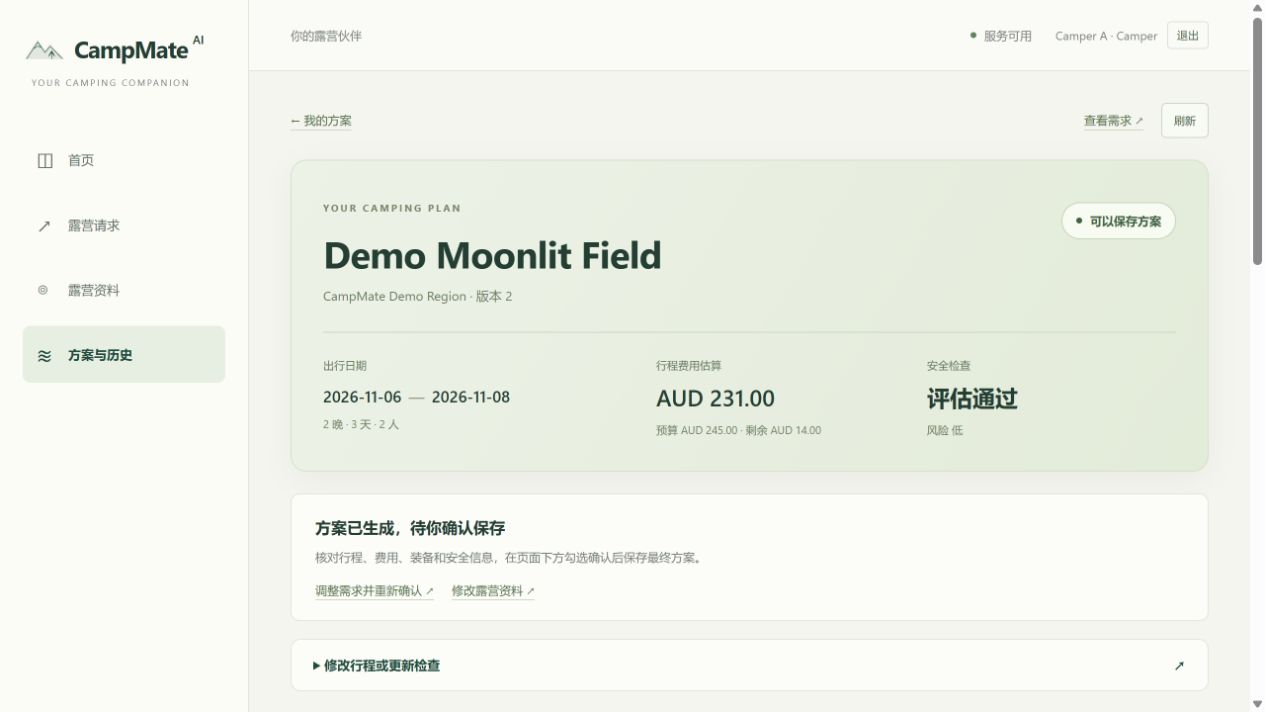 CampMate AI
YOUR CAMPING COMPANION
首页
露营请求
露营资料
方案与历史
你的露营伙伴
服务可用
Camper A · Camper
退出
← 我的方案
查看需求 ↗
刷新
YOUR CAMPING PLAN
可以保存方案
Demo Moonlit Field
CampMate Demo Region · 版本 2
出行日期
2026-11-06 — 2026-11-08
2 晚 · 3 天 · 2 人
行程费用估算
AUD 231.00
预算 AUD 245.00 · 剩余 AUD 14.00
安全检查
评估通过
风险 低
方案已生成，待你确认保存
核对行程、费用、装备和安全信息，在页面下方勾选确认后保存最终方案。
调整需求并重新确认 ↗ 修改露营资料 ↗
修改行程或更新检查 ↗